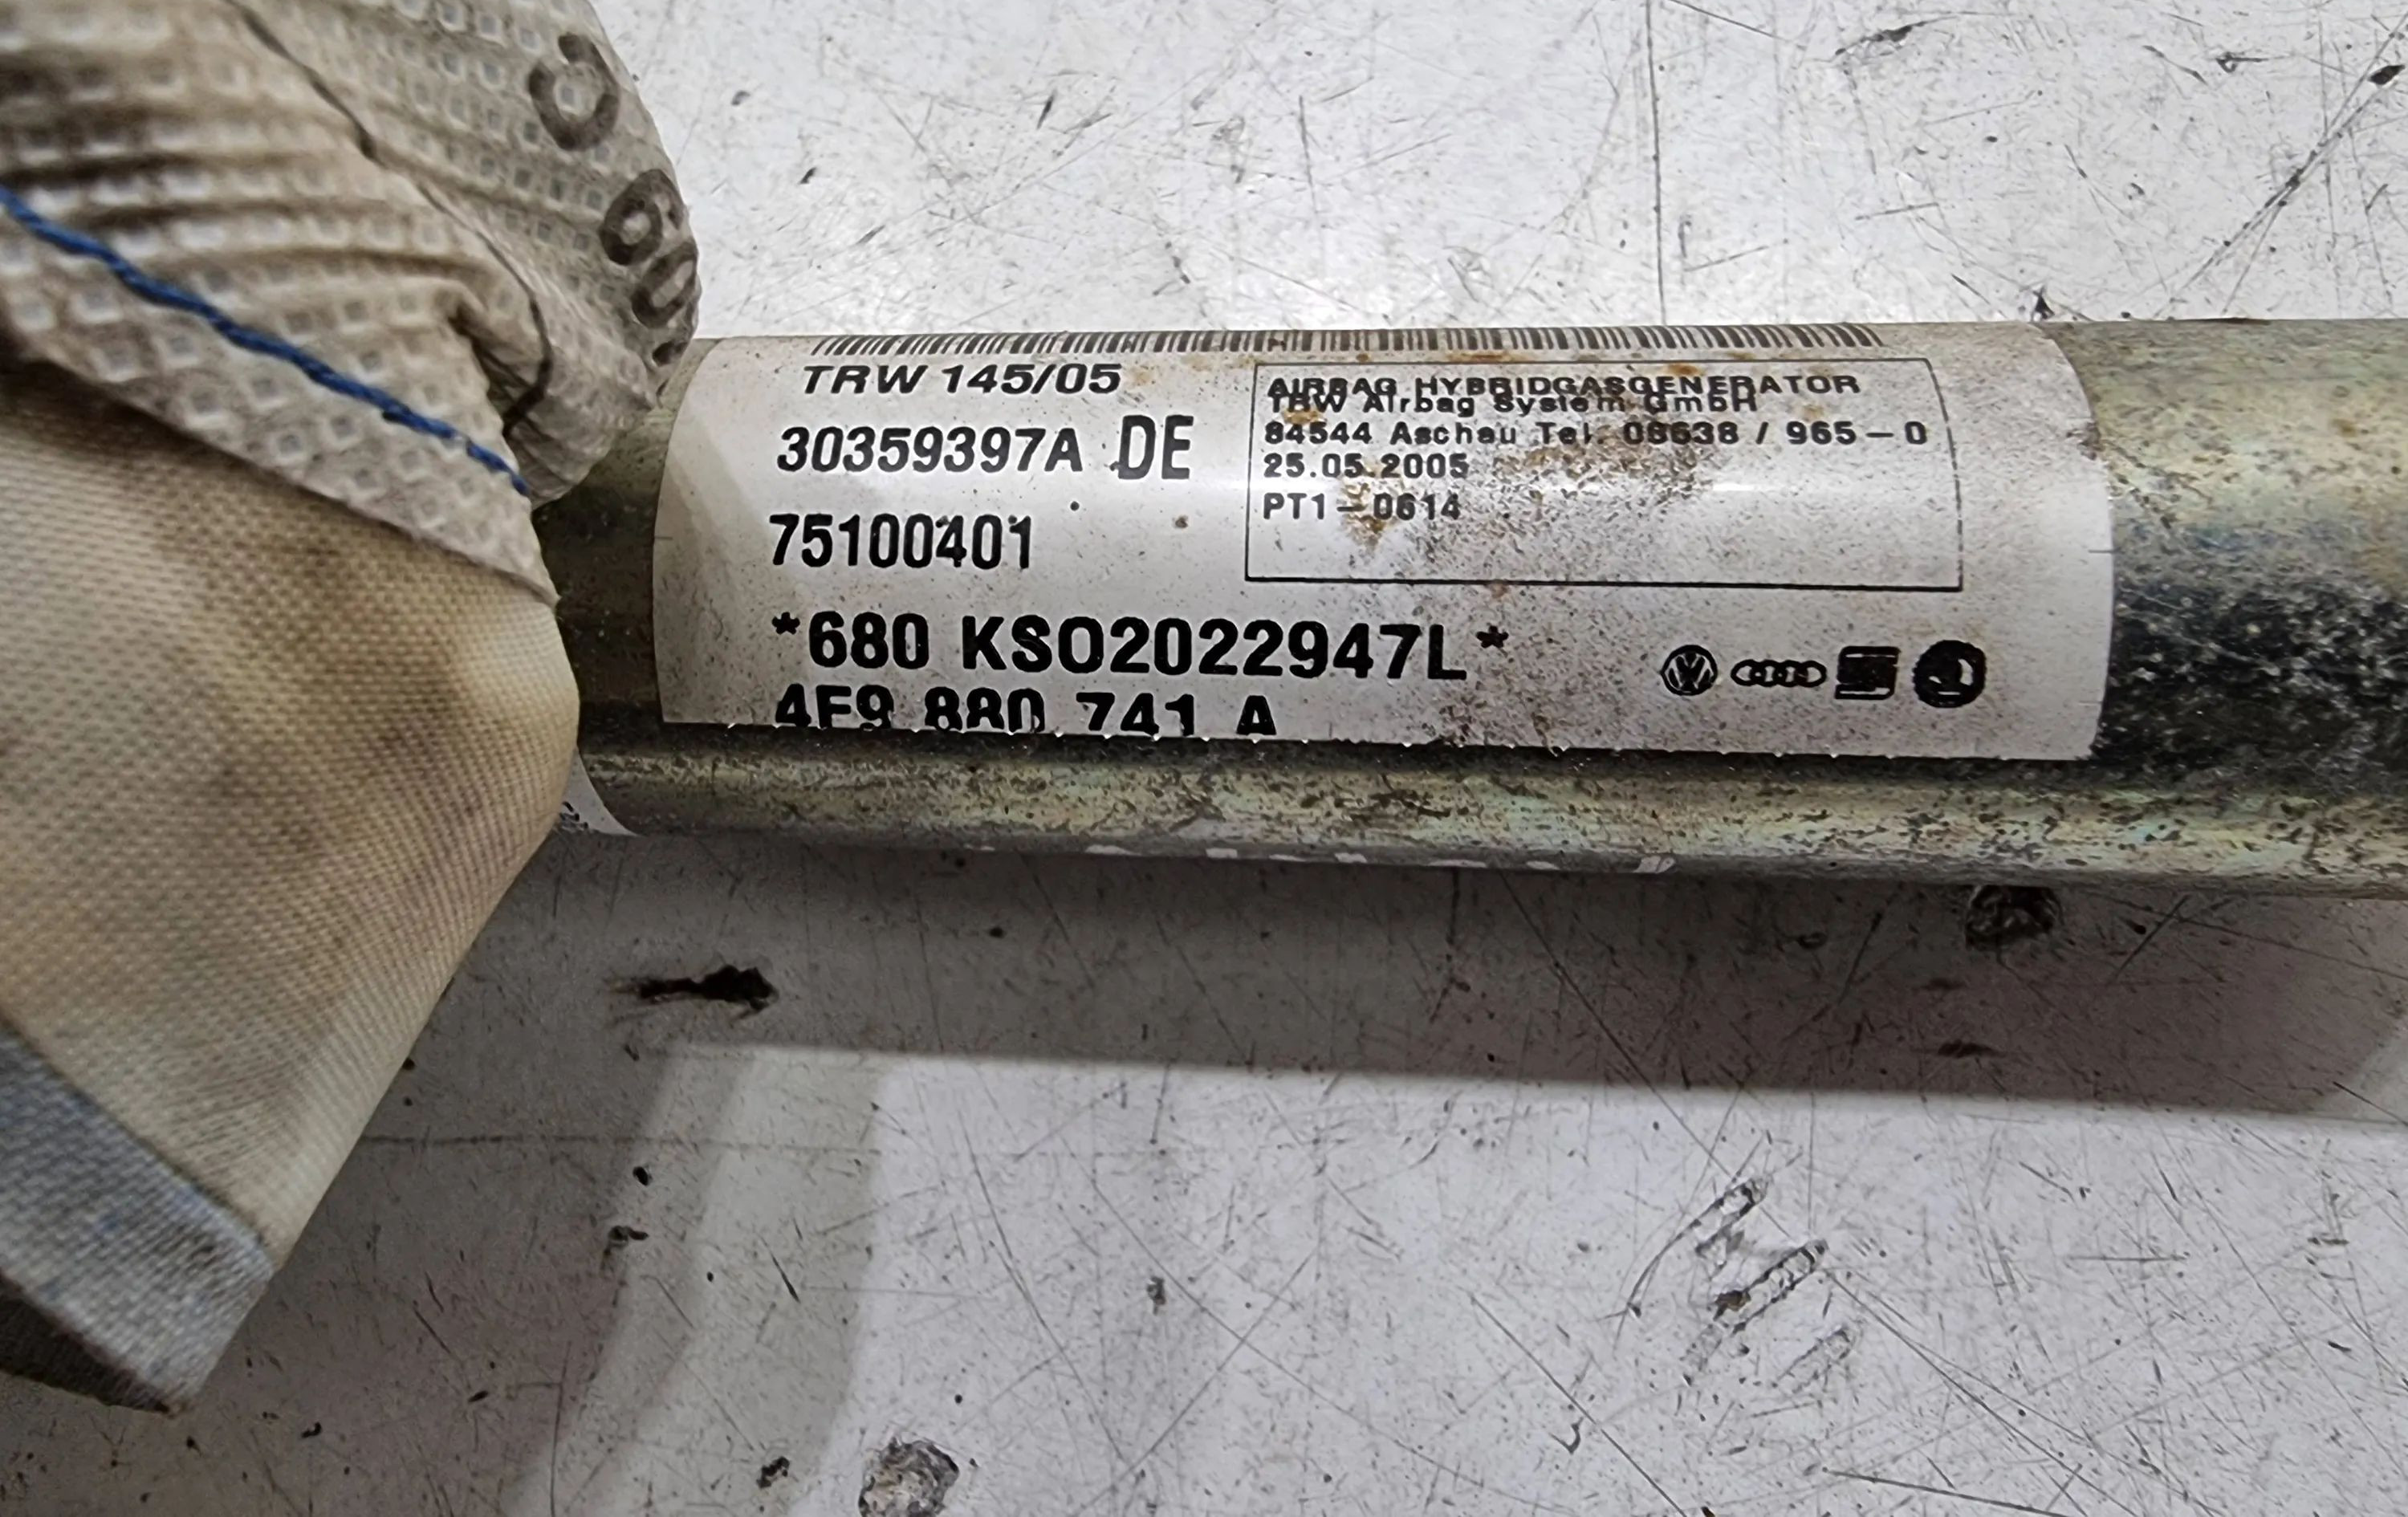 TRW 145/05
30359397A DE
75100401
*680 KSO2022947L*
4F9 880 741 A
AIRBAG HYBRIDGASGENERATOR
TRW Airbag System GmbH
84544 Aschau Tel. 08638 / 965-0
25.05.2005
PT1-0614